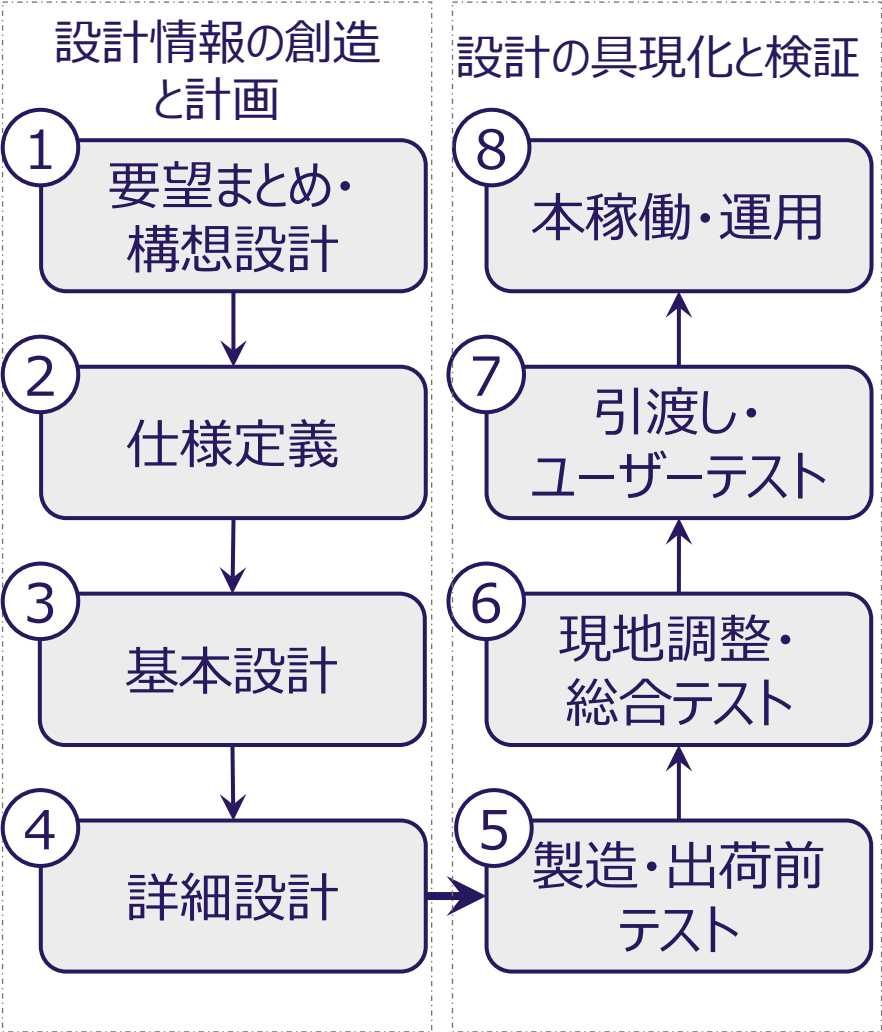 設計情報の創造
と計画
1
要望まとめ・
構想設計
2
仕様定義
3
基本設計
4
詳細設計
設計の具現化と検証
8
本稼働・運用
7
引渡し・
ユーザーテスト
6
現地調整・
総合テスト
5
製造・出荷前
テスト